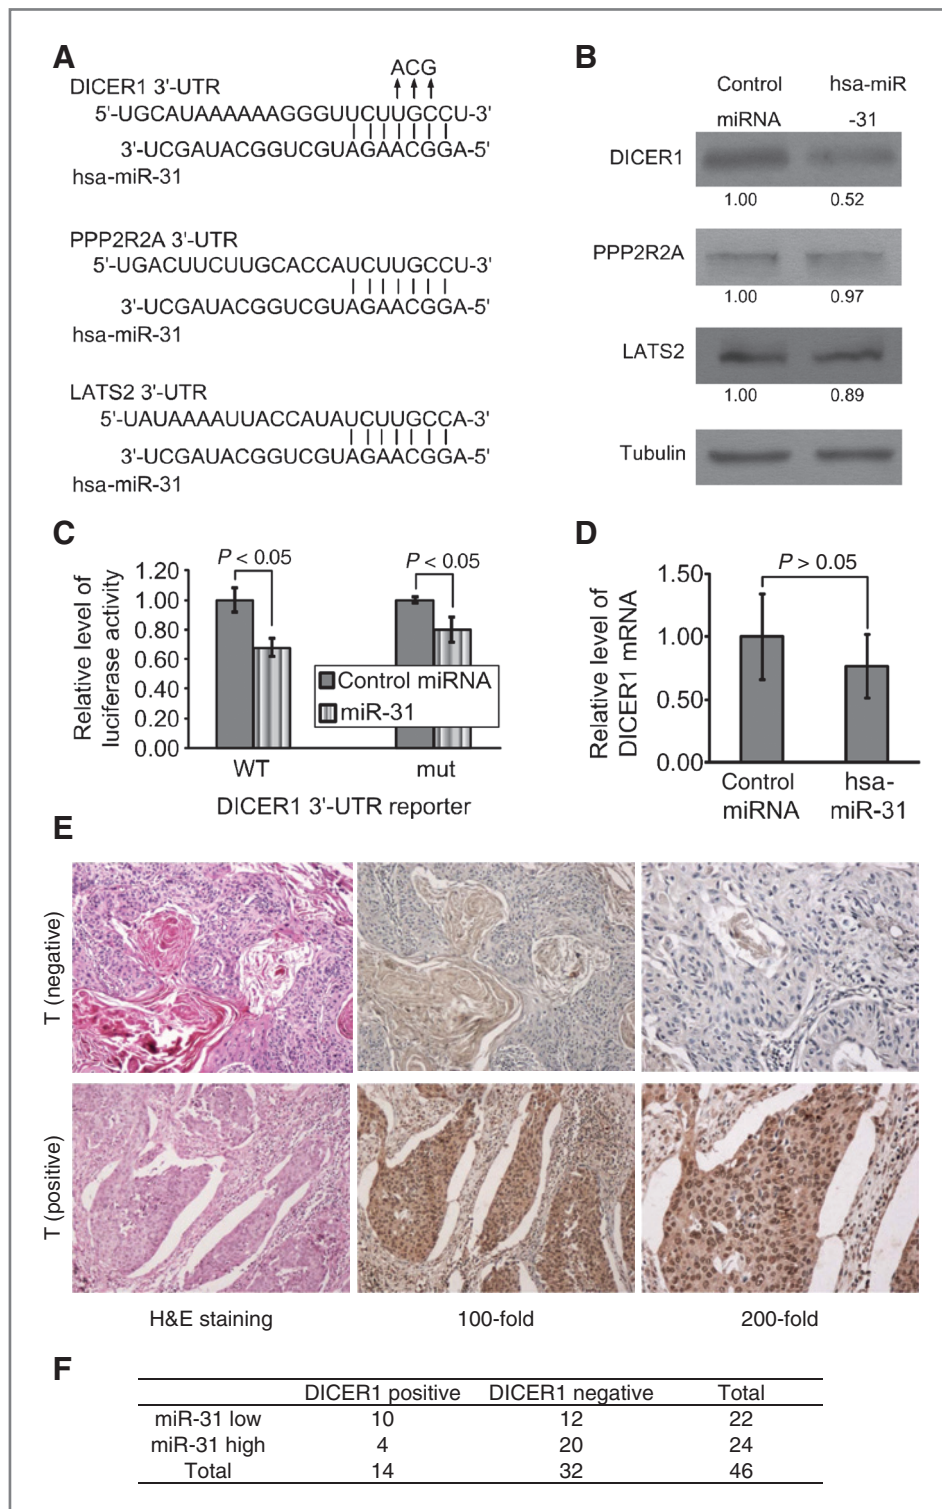 A
ACG
DICER1 3'-UTR
5'-UGCAUAAAAAAGGGUUCUUGCCU-3'
3'-UCGAUACGGUCGUAGAACGGA-5'
hsa-miR-31
PPP2R2A 3'-UTR
5'-UGACUUCUUGCACCAUCUUGCCU-3'
3'-UCGAUACGGUCGUAGAACGGA-5'
hsa-miR-31
LATS2 3'-UTR
5'-UAUAAAAUUACCAUAUCUUGCCA-3'
3'-UCGAUACGGUCGUAGAACGGA-5'
hsa-miR-31
B
Control hsa-miR
miRNA -31
DICER1
1.00 0.52
PPP2R2A
1.00 0.97
LATS2
1.00 0.89
Tubulin
C
Relative level of
luciferase activity
1.20
1.00
0.80
0.60
0.40
0.20
0.00
P < 0.05
P < 0.05
Control miRNA
miR-31
WT mut
DICER1 3'-UTR reporter
D
Relative level of
DICER1 mRNA
1.50
1.00
0.50
0.00
P > 0.05
Control hsa-
miRNA miR-31
E
T (negative)
T (positive)
H&E staining 100-fold 200-fold
F
DICER1 positive DICER1 negative Total
miR-31 low 10 12 22
miR-31 high 4 20 24
Total 14 32 46